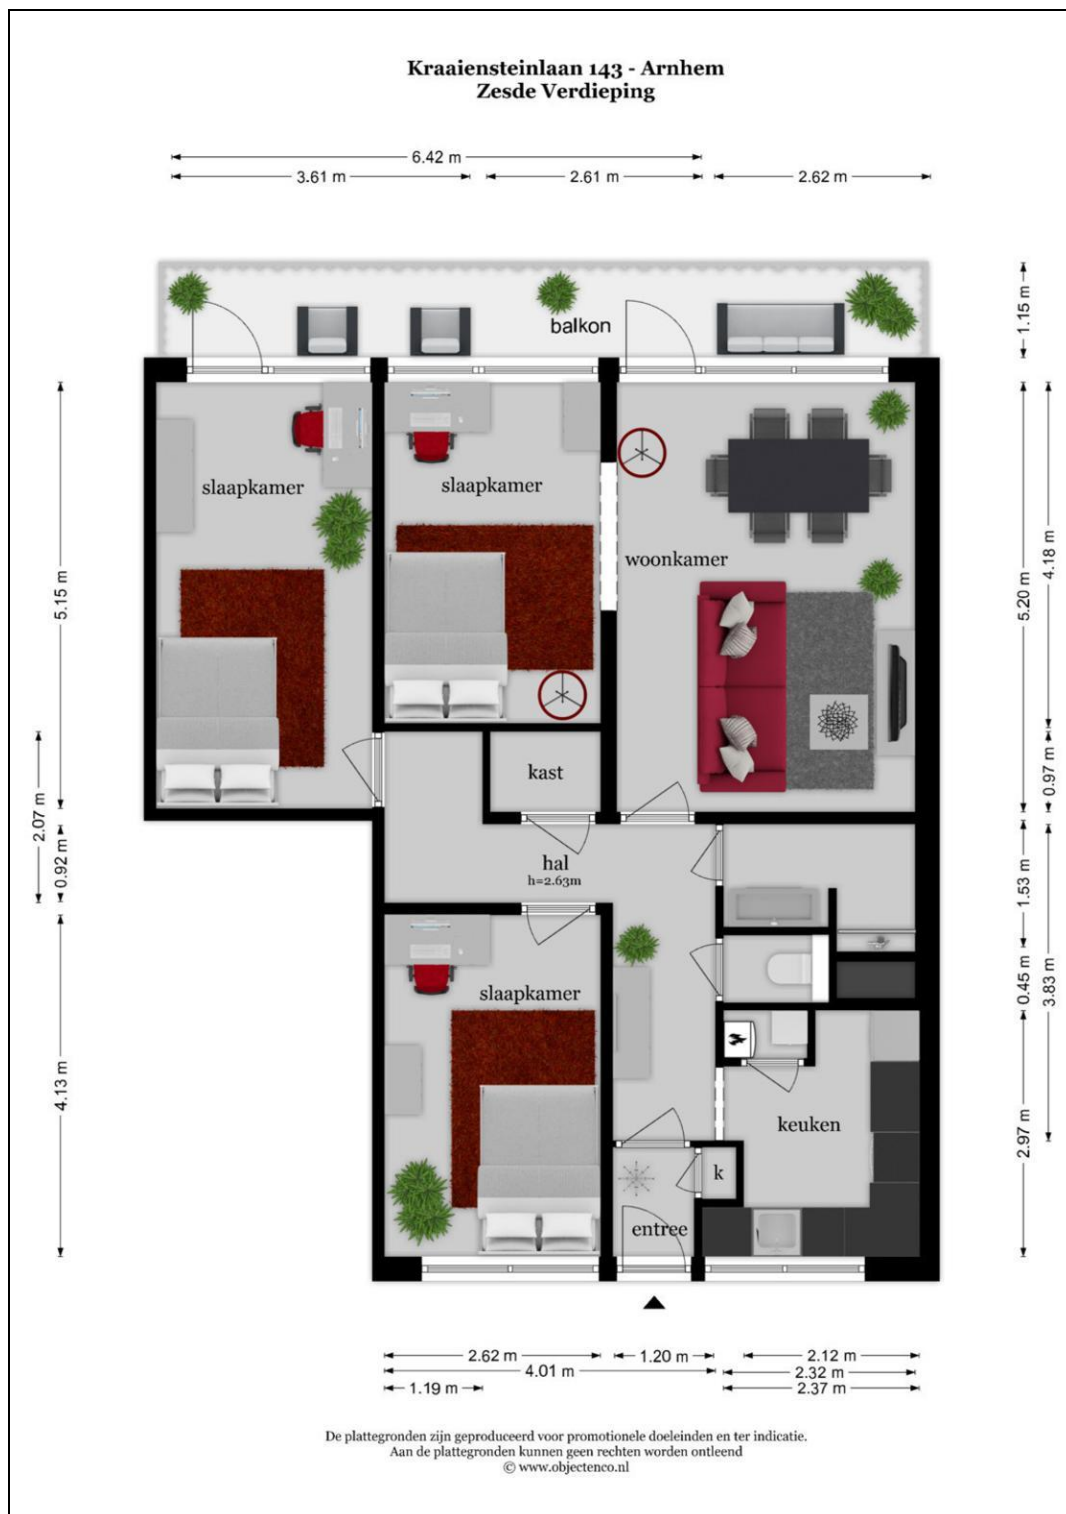 Kraaiensteinlaan 143 - Arnhem
Zesde Verdieping
6.42 m
3.61 m
2.61 m
2.62 m
1.15 m
balkon
slaapkamer
slaapkamer
woonkamer
5.15 m
5.20 m
4.18 m
kast
0.97 m
2.07 m
0.92 m
hal
h=2.63m
1.53 m
0.45 m
3.83 m
slaapkamer
4.13 m
keuken
2.97 m
k
entree
2.62 m
1.20 m
2.12 m
4.01 m
2.32 m
1.19 m
2.37 m
De plattegronden zijn geproduceerd voor promotionele doeleinden en ter indicatie.
Aan de plattegronden kunnen geen rechten worden ontleend
© www.objectenco.nl